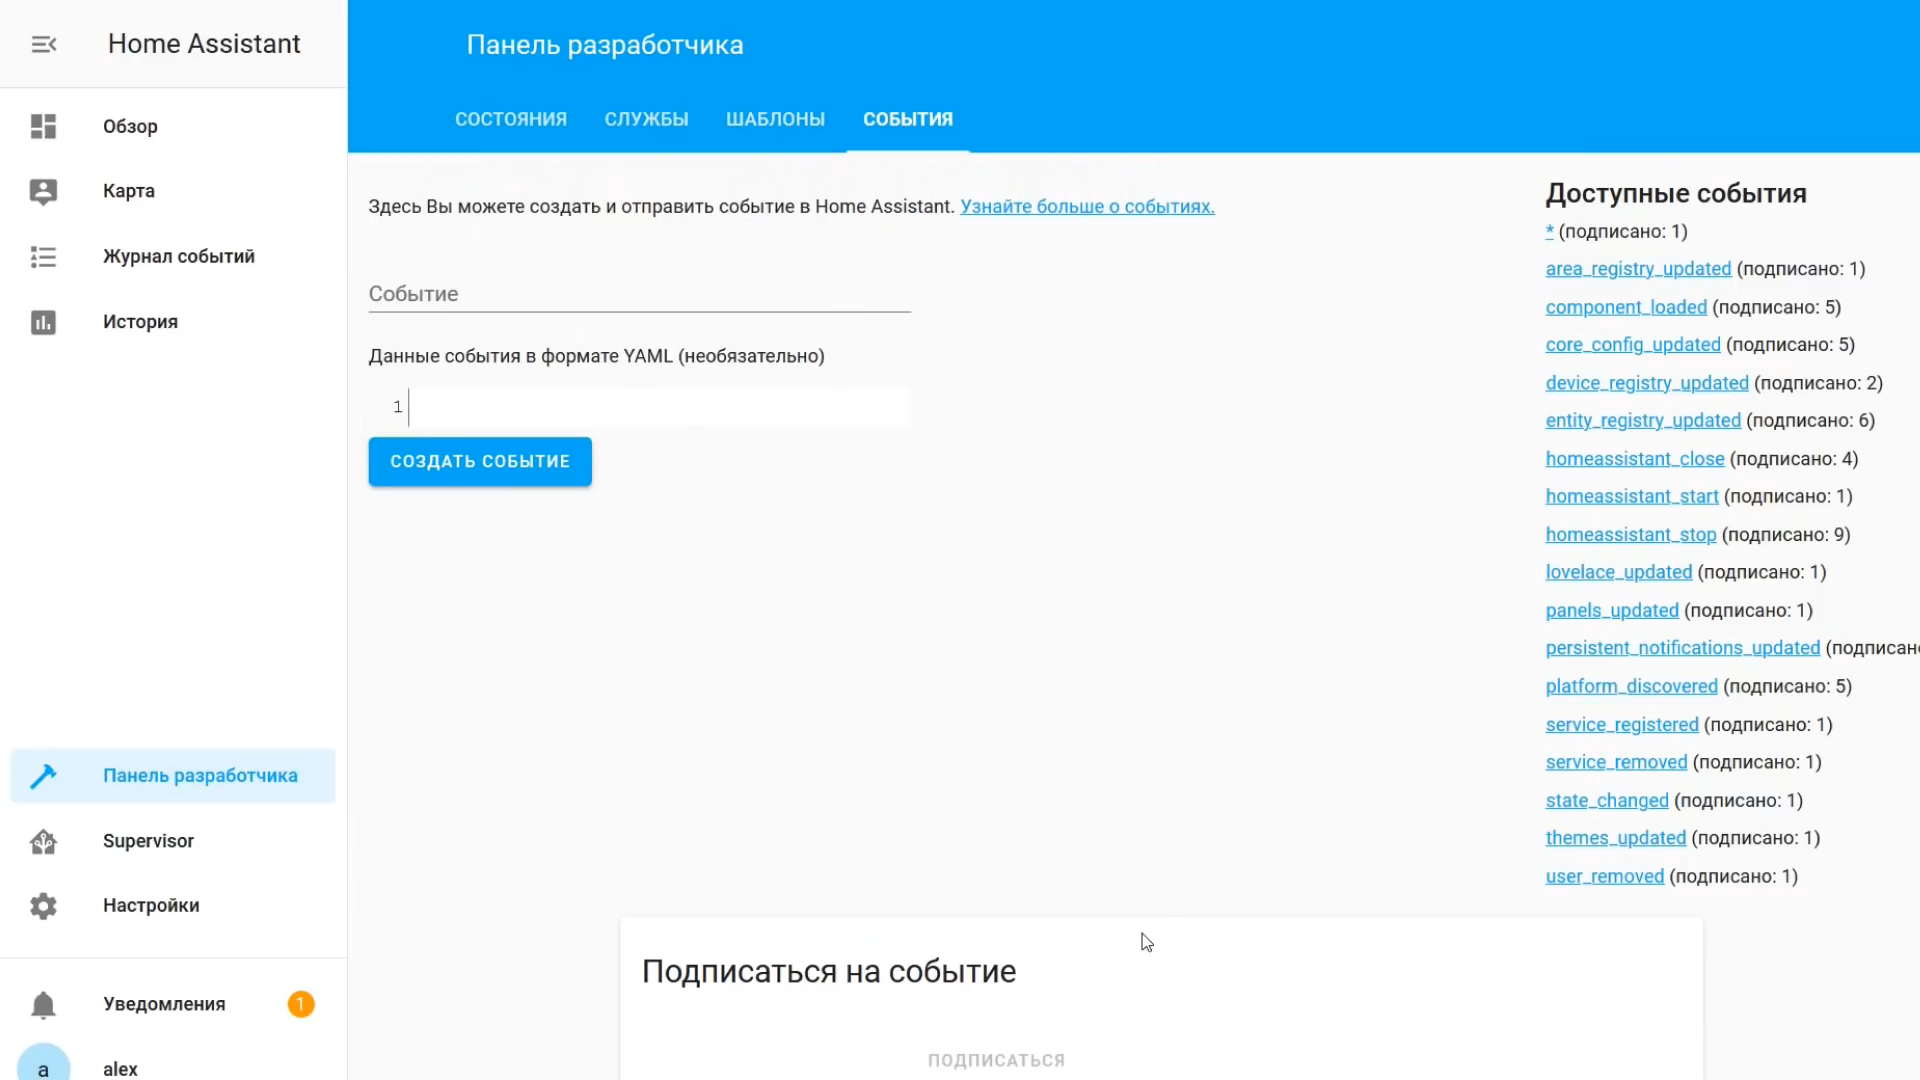 Home Assistant
Обзор
Карта
Журнал событий
История
Панель разработчика
Supervisor
Настройки
Уведомления 1
a alex
Панель разработчика
СОСТОЯНИЯ СЛУЖБЫ ШАБЛОНЫ СОБЫТИЯ
Здесь Вы можете создать и отправить событие в Home Assistant. Узнайте больше о событиях.
Событие
Данные события в формате YAML (необязательно)
1
СОЗДАТЬ СОБЫТИЕ
Доступные события
* (подписано: 1)
area_registry_updated (подписано: 1)
component_loaded (подписано: 5)
core_config_updated (подписано: 5)
device_registry_updated (подписано: 2)
entity_registry_updated (подписано: 6)
homeassistant_close (подписано: 4)
homeassistant_start (подписано: 1)
homeassistant_stop (подписано: 9)
lovelace_updated (подписано: 1)
panels_updated (подписано: 1)
persistent_notifications_updated (подписан
platform_discovered (подписано: 5)
service_registered (подписано: 1)
service_removed (подписано: 1)
state_changed (подписано: 1)
themes_updated (подписано: 1)
user_removed (подписано: 1)
Подписаться на событие
ПОДПИСАТЬСЯ